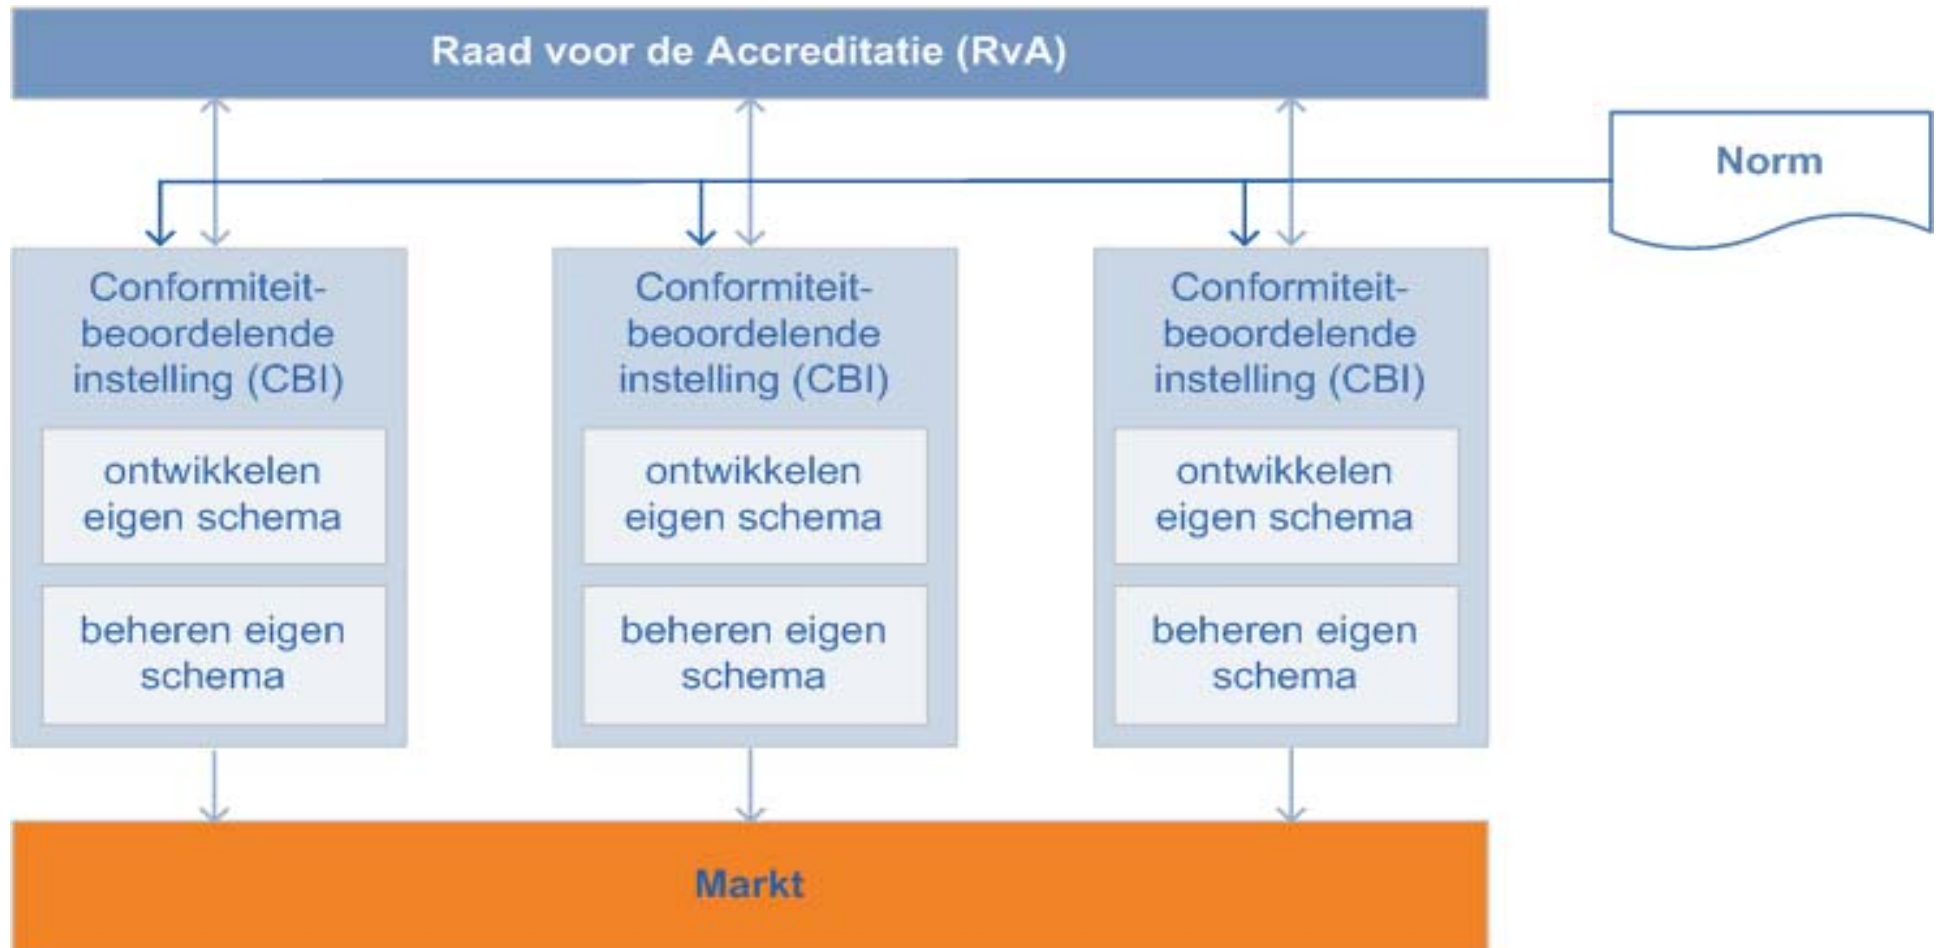 Raad voor de Accreditatie (RvA)
Norm
Conformiteit-
beoordelende
instelling (CBI)
ontwikkelen
eigen schema
beheren eigen
schema
Conformiteit-
beoordelende
instelling (CBI)
ontwikkelen
eigen schema
beheren eigen
schema
Conformiteit-
beoordelende
instelling (CBI)
ontwikkelen
eigen schema
beheren eigen
schema
Markt